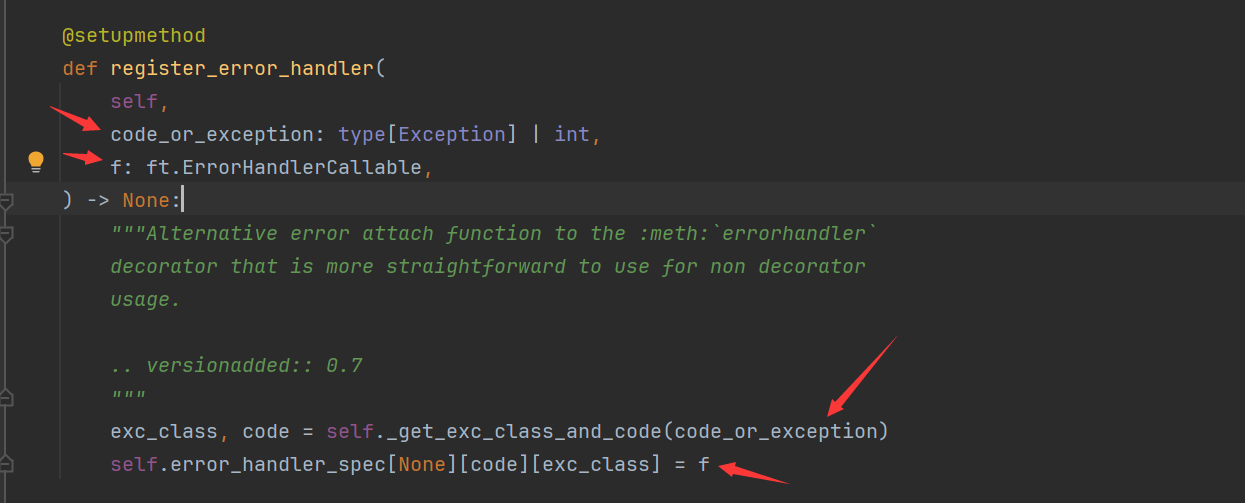 @setupmethod
def register_error_handler(
self,
code_or_exception: type[Exception] | int,
f: ft.ErrorHandlerCallable,
) -> None:
"""Alternative error attach function to the :meth:`errorhandler`
decorator that is more straightforward to use for non decorator
usage.
.. versionadded:: 0.7
"""
exc_class, code = self._get_exc_class_and_code(code_or_exception)
self.error_handler_spec[None][code][exc_class] = f